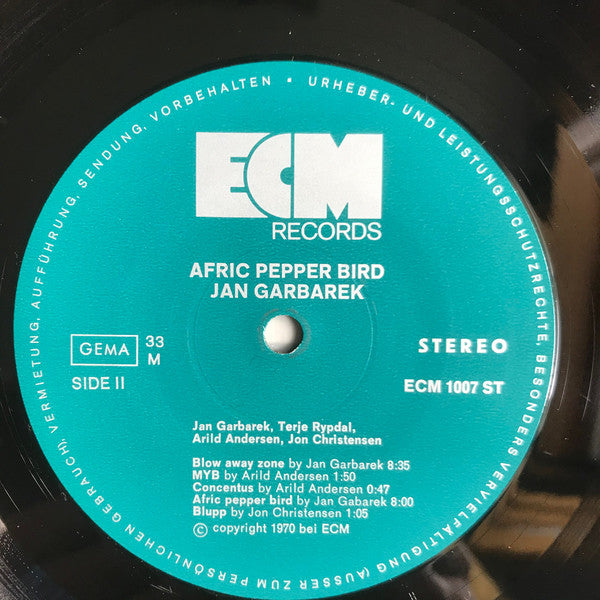 URHEBER- UND LEISTUNGSSCHUTZRECHTE, BESONDERS VERVIELFÄLTIGUNG (AUSSER ZUM PERSÖNLICHEN GEBRAUCH), VERMIETUNG, AUFFÜHRUNG, SENDUNG, VORBEHALTEN •
ECM
RECORDS
AFRIC PEPPER BIRD
JAN GARBAREK
GEMA 33
M
STEREO
SIDE II
ECM 1007 ST
Jan Garbarek, Terje Rypdal,
Arild Andersen, Jon Christensen
Blow away zone by Jan Garbarek 8:35
MYB by Arild Andersen 1:50
Concentus by Arild Andersen 0:47
Afric pepper bird by Jan Gabarek 8:00
Blupp by Jon Christensen 1:05
© copyright 1970 bei ECM